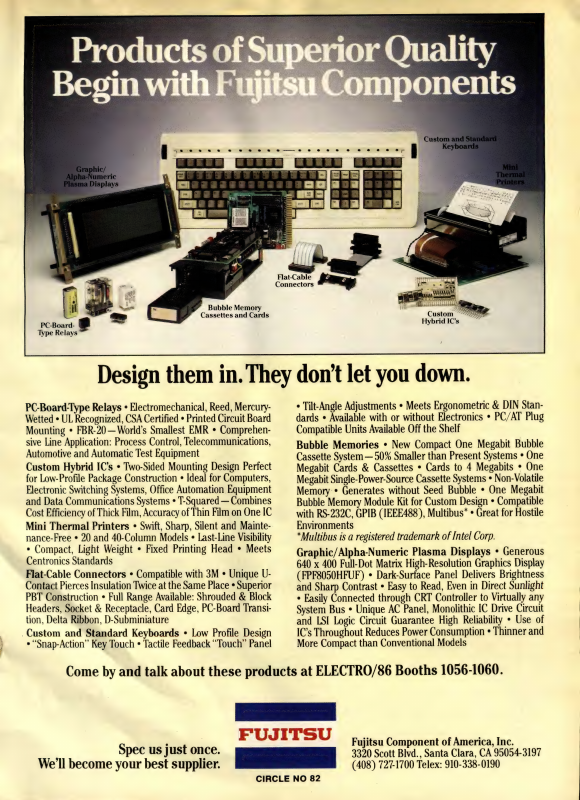 Products of Superior Quality
Begin with Fujitsu Components
Custom and Standard
Keyboards
Graphic/
Alpha-Numeric
Plasma Displays
Mini
Thermal
Printers
Flat-Cable
Connectors
Bubble Memory
Cassettes and Cards
Custom
Hybrid IC's
PC-Board-
Type Relays
Design them in. They don't let you down.
PC-Board-Type Relays • Electromechanical, Reed, Mercury-
Wetted • UL Recognized, CSA Certified • Printed Circuit Board
Mounting • FBR-20 — World's Smallest EMR • Comprehen-
sive Line Application: Process Control, Telecommunications,
Automotive and Automatic Test Equipment
Custom Hybrid IC's • Two-Sided Mounting Design Perfect
for Low-Profile Package Construction • Ideal for Computers,
Electronic Switching Systems, Office Automation Equipment
and Data Communications Systems • T-Squared — Combines
Cost Efficiency of Thick Film, Accuracy of Thin Film on One IC
Mini Thermal Printers • Swift, Sharp, Silent and Mainte-
nance-Free • 20 and 40-Column Models • Last-Line Visibility
• Compact, Light Weight • Fixed Printing Head • Meets
Centronics Standards
Flat-Cable Connectors • Compatible with 3M • Unique U-
Contact Pierces Insulation Twice at the Same Place • Superior
PBT Construction • Full Range Available: Shrouded & Block
Headers, Socket & Receptacle, Card Edge, PC-Board Transi-
tion, Delta Ribbon, D-Subminiature
Custom and Standard Keyboards • Low Profile Design
• "Snap-Action" Key Touch • Tactile Feedback "Touch" Panel
• Tilt-Angle Adjustments • Meets Ergonometric & DIN Stan-
dards • Available with or without Electronics • PC/AT Plug
Compatible Units Available Off the Shelf
Bubble Memories • New Compact One Megabit Bubble
Cassette System — 50% Smaller than Present Systems • One
Megabit Cards & Cassettes • Cards to 4 Megabits • One
Megabit Single-Power-Source Cassette Systems • Non-Volatile
Memory • Generates without Seed Bubble • One Megabit
Bubble Memory Module Kit for Custom Design • Compatible
with RS-232C, GPIB (IEEE488), Multibus* • Great for Hostile
Environments
*Multibus is a registered trademark of Intel Corp.
Graphic/Alpha-Numeric Plasma Displays • Generous
640 x 400 Full-Dot Matrix High-Resolution Graphics Display
(FPF8050HFUF) • Dark-Surface Panel Delivers Brightness
and Sharp Contrast • Easy to Read, Even in Direct Sunlight
• Easily Connected through CRT Controller to Virtually any
System Bus • Unique AC Panel, Monolithic IC Drive Circuit
and LSI Logic Circuit Guarantee High Reliability • Use of
IC's Throughout Reduces Power Consumption • Thinner and
More Compact than Conventional Models
Come by and talk about these products at ELECTRO/86 Booths 1056-1060.
Spec us just once.
We'll become your best supplier.
FUJITSU
Fujitsu Component of America, Inc.
3320 Scott Blvd., Santa Clara, CA 95054-3197
(408) 727-1700 Telex: 910-338-0190
CIRCLE NO 82